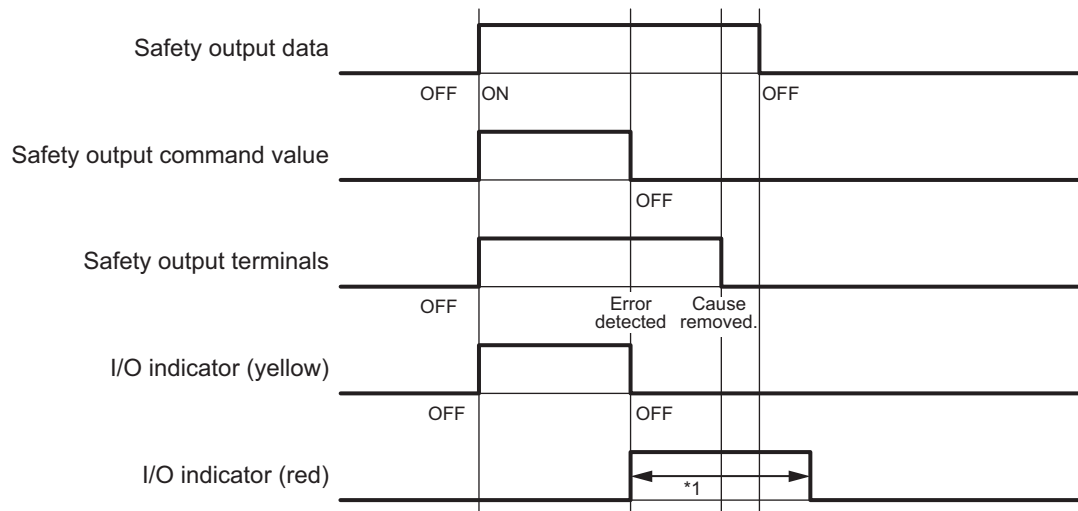 Safety output data
OFF ON OFF
Safety output command value
OFF
Safety output terminals
OFF
Error detected
Cause removed.
I/O indicator (yellow)
OFF OFF
I/O indicator (red)
*1